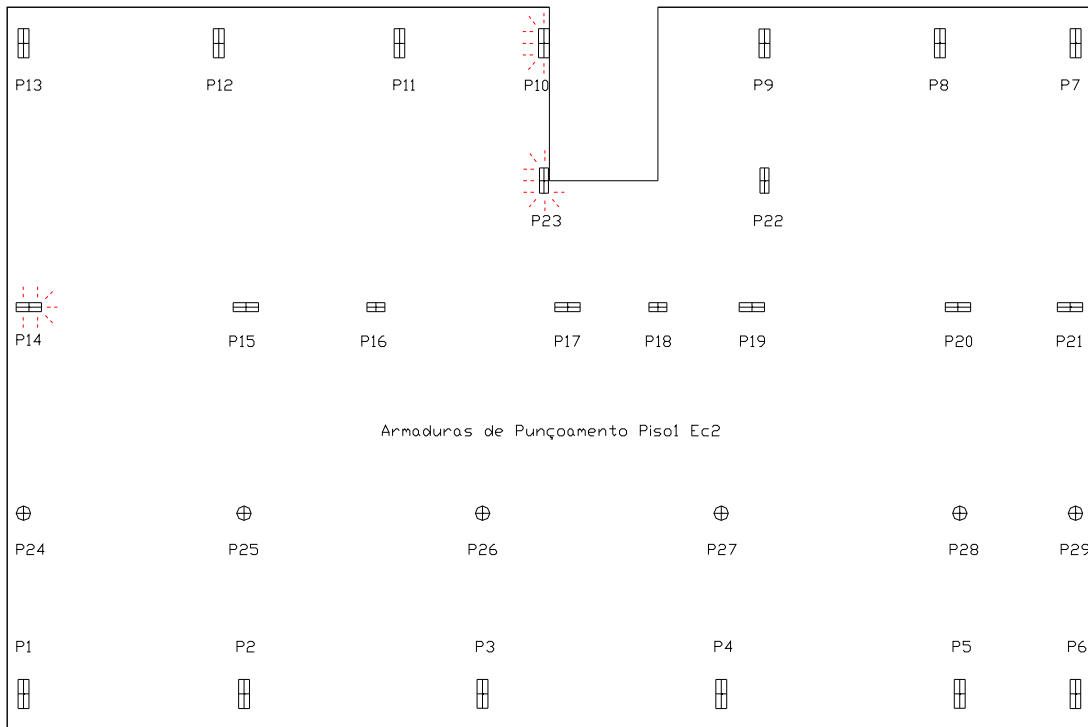 P13 P12 P11 P10 P9 P8 P7
P23 P22
P14 P15 P16 P17 P18 P19 P20 P21
Armaduras de Punçoamento Piso1 Ec2
P24 P25 P26 P27 P28 P29
P1 P2 P3 P4 P5 P6